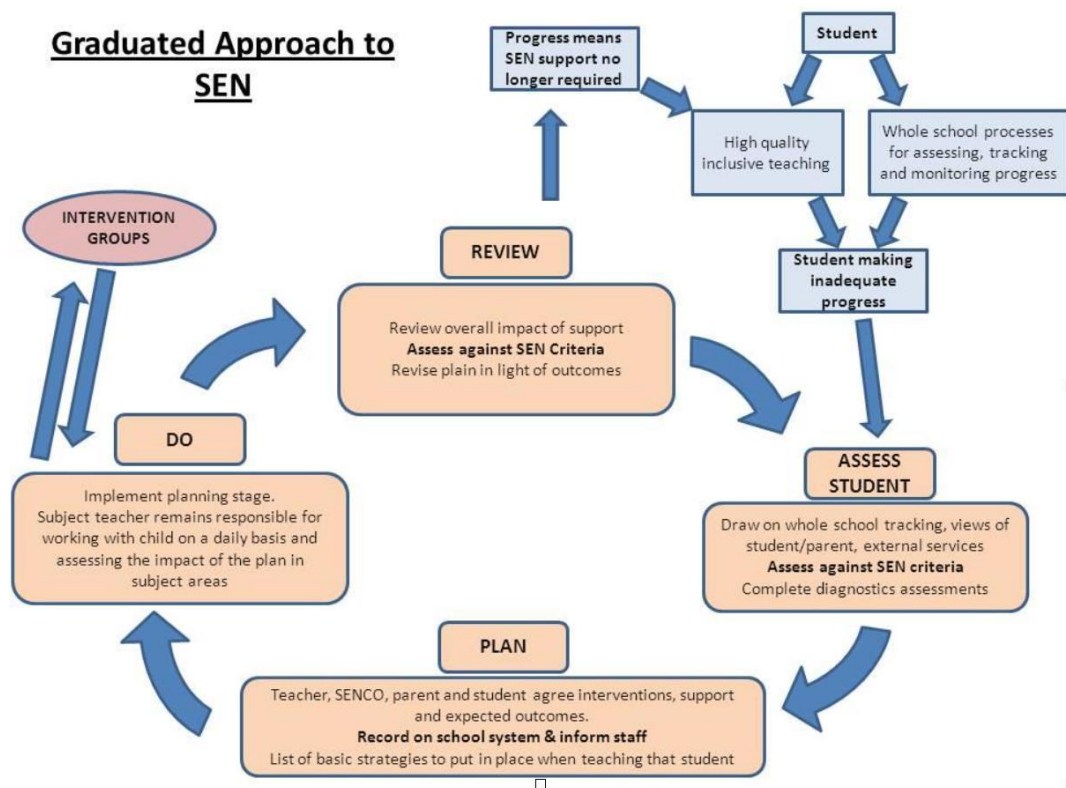 Graduated Approach to
SEN
Progress means
SEN support no
longer required
Student
High quality
inclusive teaching
Whole school processes
for assessing, tracking
and monitoring progress
Student making
inadequate
progress
INTERVENTION
GROUPS
REVIEW
Review overall impact of support
Assess against SEN Criteria
Revise plain in light of outcomes
DO
Implement planning stage.
Subject teacher remains responsible for
working with child on a daily basis and
assessing the impact of the plan in
subject areas
ASSESS
STUDENT
Draw on whole school tracking, views of
student/parent, external services
Assess against SEN criteria
Complete diagnostics assessments
PLAN
Teacher, SENCO, parent and student agree interventions, support
and expected outcomes.
Record on school system & inform staff
List of basic strategies to put in place when teaching that student